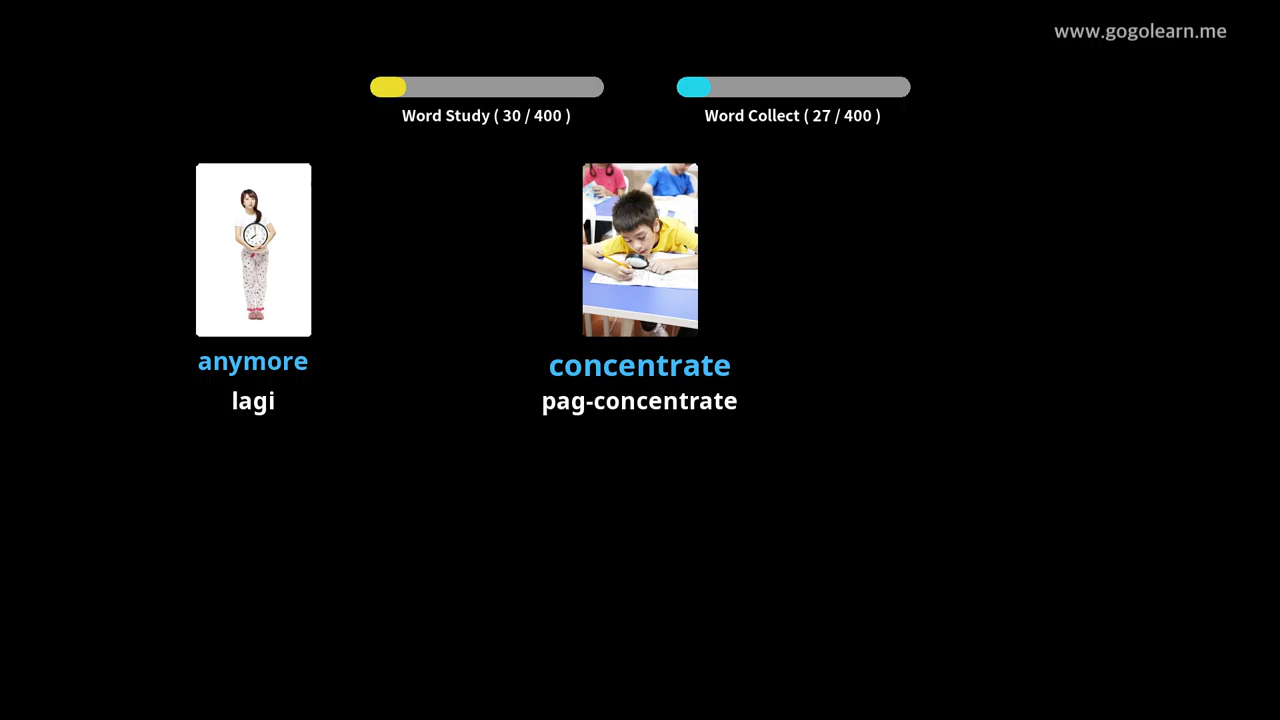 www.gogolearn.me
Word Study ( 30 / 400 )
Word Collect ( 27 / 400 )
anymore
lagi
concentrate
pag-concentrate